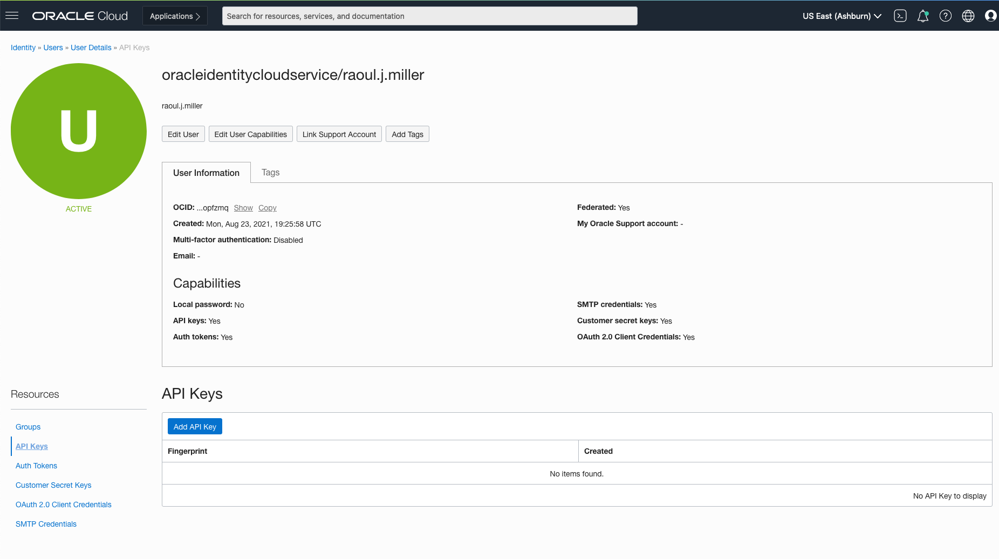 ORACLE Cloud
Applications
Search for resources, services, and documentation
US East (Ashburn)
Identity » Users » User Details » API Keys
U
ACTIVE
oracleidentitycloudservice/raoul.j.miller
raoul.j.miller
Edit User
Edit User Capabilities
Link Support Account
Add Tags
User Information
Tags
OCID: ...opfzmq Show Copy
Created: Mon, Aug 23, 2021, 19:25:58 UTC
Multi-factor authentication: Disabled
Email: -
Federated: Yes
My Oracle Support account: -
Capabilities
Local password: No
API keys: Yes
Auth tokens: Yes
SMTP credentials: Yes
Customer secret keys: Yes
OAuth 2.0 Client Credentials: Yes
Resources
Groups
API Keys
Auth Tokens
Customer Secret Keys
OAuth 2.0 Client Credentials
SMTP Credentials
API Keys
Add API Key
Fingerprint
Created
No items found.
No API Key to display